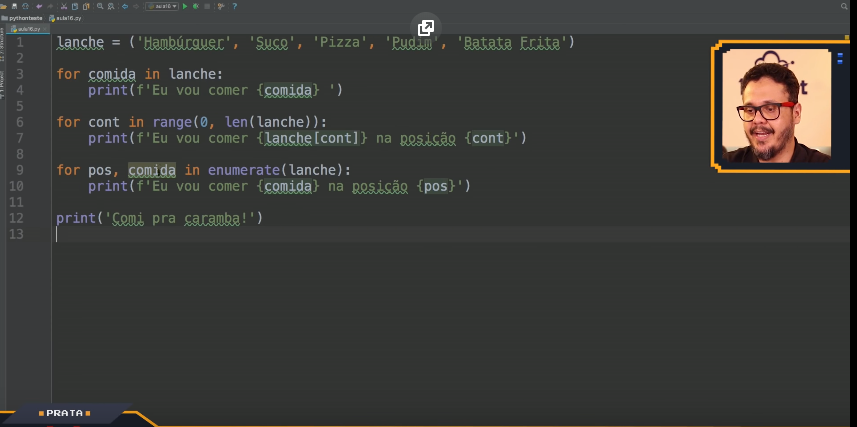 aula16
pythonteste
aula16.py
aula16.py
1 lanche = ('Hambúrguer', 'Suco', 'Pizza', 'Pudim', 'Batata Frita')
2
3 for comida in lanche:
4 print(f'Eu vou comer {comida} ')
5
6 for cont in range(0, len(lanche)):
7 print(f'Eu vou comer {lanche[cont]} na posição {cont}')
8
9 for pos, comida in enumerate(lanche):
10 print(f'Eu vou comer {comida} na posição {pos}')
11
12 print('Comi pra caramba!')
13
PRATA